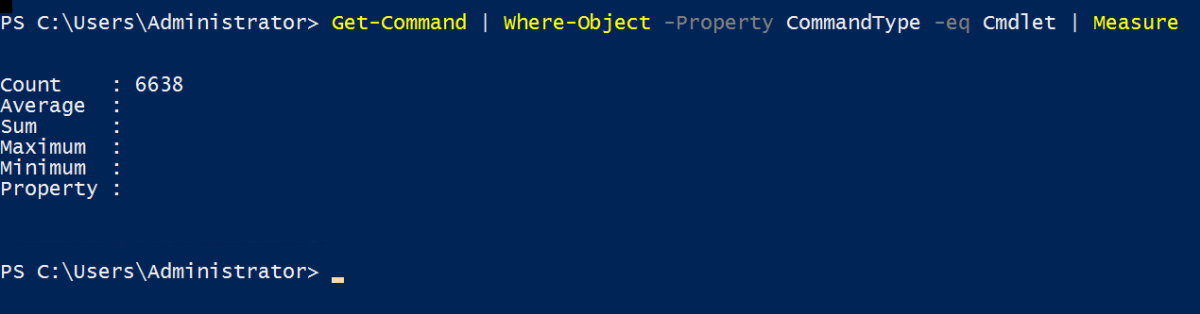 PS C:\Users\Administrator> Get-Command | Where-Object -Property CommandType -eq Cmdlet | Measure
Count    : 6638
Average  :
Sum      :
Maximum  :
Minimum  :
Property :
PS C:\Users\Administrator> _